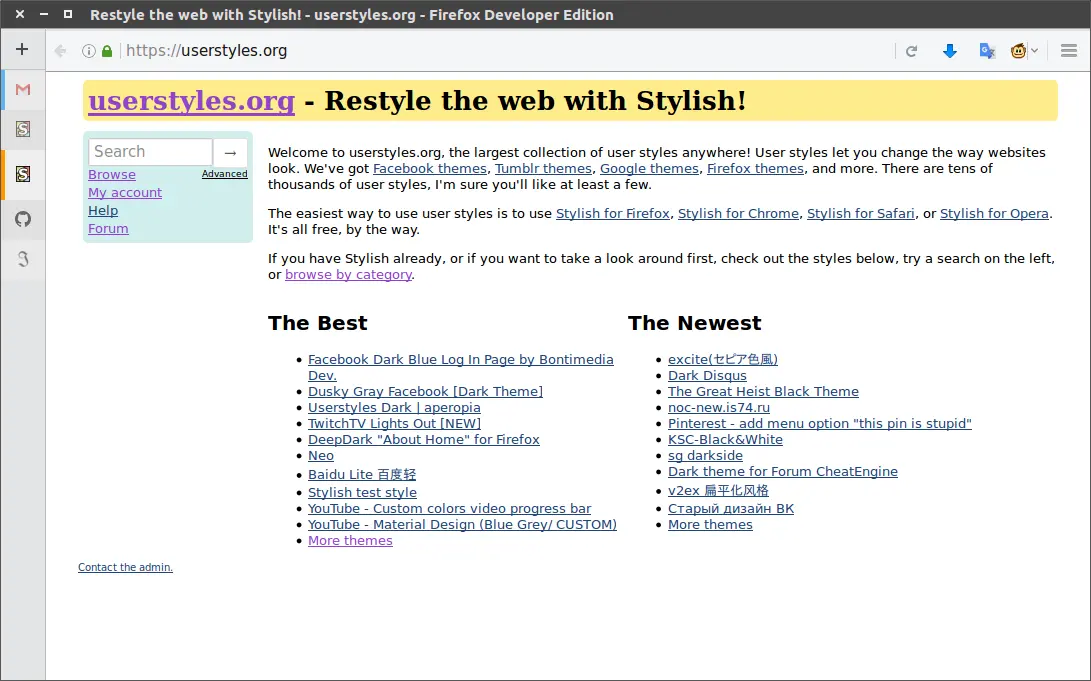 Restyle the web with Stylish! - userstyles.org - Firefox Developer Edition
https://userstyles.org
userstyles.org - Restyle the web with Stylish!
Search →
Browse Advanced
My account
Help
Forum
Welcome to userstyles.org, the largest collection of user styles anywhere! User styles let you change the way websites
look. We've got Facebook themes, Tumblr themes, Google themes, Firefox themes, and more. There are tens of
thousands of user styles, I'm sure you'll like at least a few.
The easiest way to use user styles is to use Stylish for Firefox, Stylish for Chrome, Stylish for Safari, or Stylish for Opera.
It's all free, by the way.
If you have Stylish already, or if you want to take a look around first, check out the styles below, try a search on the left,
or browse by category.
The Best
Facebook Dark Blue Log In Page by Bontimedia
Dev.
Dusky Gray Facebook [Dark Theme]
Userstyles Dark | aperopia
TwitchTV Lights Out [NEW]
DeepDark "About Home" for Firefox
Neo
Baidu Lite 百度轻
Stylish test style
YouTube - Custom colors video progress bar
YouTube - Material Design (Blue Grey/ CUSTOM)
More themes
The Newest
excite(セピア色風)
Dark Disqus
The Great Heist Black Theme
noc-new.is74.ru
Pinterest - add menu option "this pin is stupid"
KSC-Black&White
sg darkside
Dark theme for Forum CheatEngine
v2ex 扁平化风格
Старый дизайн ВК
More themes
Contact the admin.